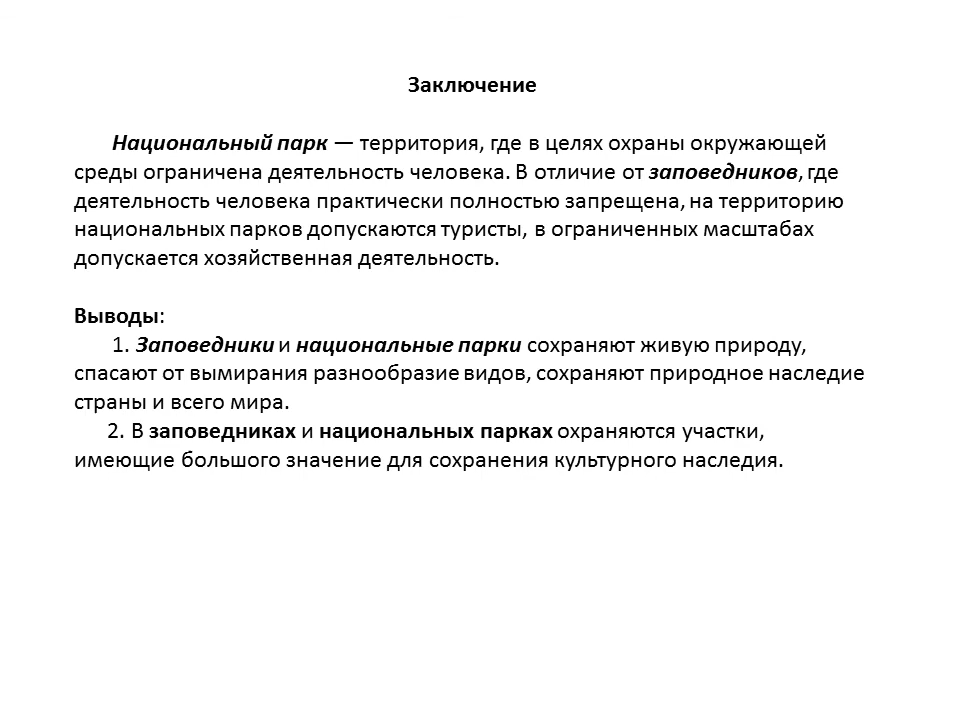 Заключение
Национальный парк — территория, где в целях охраны окружающей
среды ограничена деятельность человека. В отличие от заповедников, где
деятельность человека практически полностью запрещена, на территорию
национальных парков допускаются туристы, в ограниченных масштабах
допускается хозяйственная деятельность.
Выводы:
1. Заповедники и национальные парки сохраняют живую природу,
спасают от вымирания разнообразие видов, сохраняют природное наследие
страны и всего мира.
2. В заповедниках и национальных парках охраняются участки,
имеющие большого значение для сохранения культурного наследия.